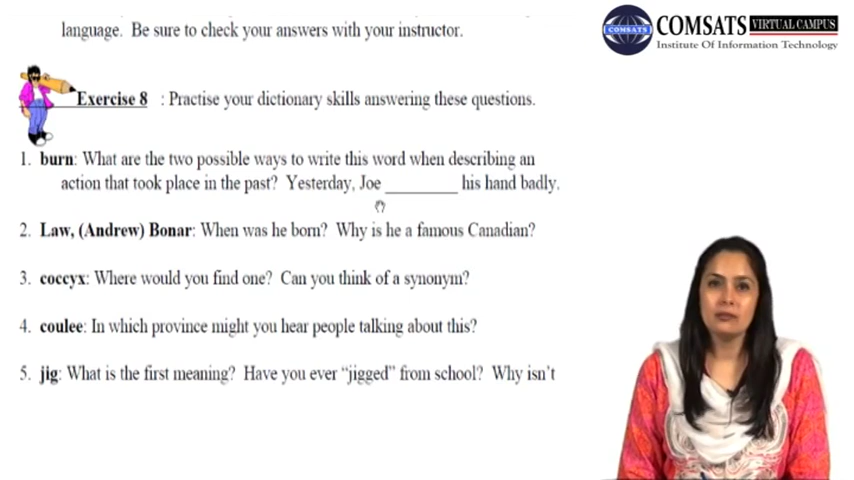 language. Be sure to check your answers with your instructor.
COMSATS
COMSATS VIRTUAL CAMPUS
Institute Of Information Technology
Exercise 8 : Practise your dictionary skills answering these questions.
1. burn: What are the two possible ways to write this word when describing an
action that took place in the past? Yesterday, Joe ________ his hand badly.
2. Law, (Andrew) Bonar: When was he born? Why is he a famous Canadian?
3. coccyx: Where would you find one? Can you think of a synonym?
4. coulee: In which province might you hear people talking about this?
5. jig: What is the first meaning? Have you ever “jigged” from school? Why isn’t